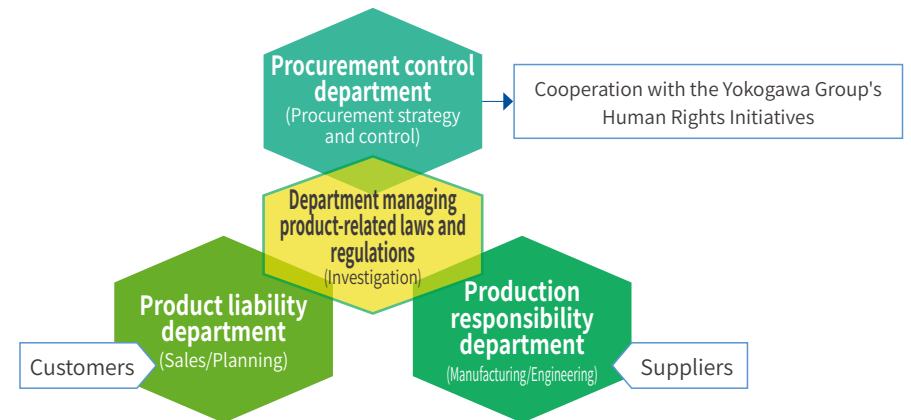 Procurement control
department
(Procurement strategy
and control)
Cooperation with the Yokogawa Group's
Human Rights Initiatives
Department managing
product-related laws and
regulations
(Investigation)
Product liability
department
(Sales/Planning)
Customers
Production
responsibility
department
(Manufacturing/Engineering)
Suppliers